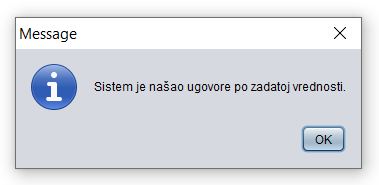 Message
Sistem je našao ugovore po zadatoj vrednosti.
OK